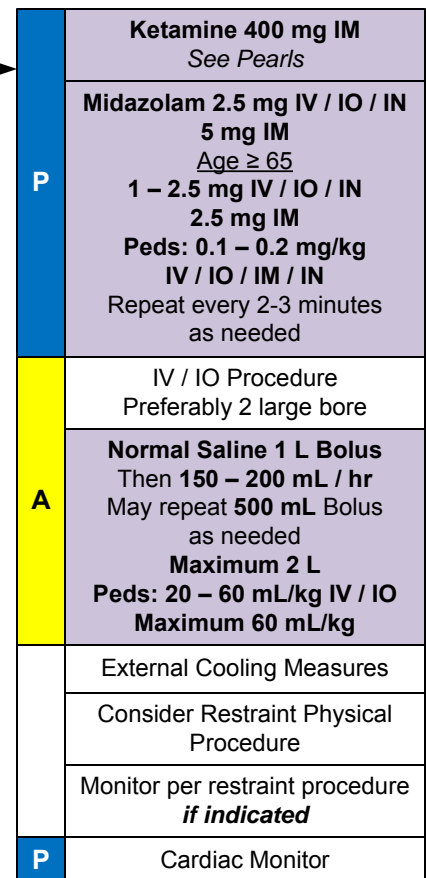 Ketamine 400 mg IM
See Pearls
P
Midazolam 2.5 mg IV / IO / IN
5 mg IM
Age ≥ 65
1 – 2.5 mg IV / IO / IN
2.5 mg IM
Peds: 0.1 – 0.2 mg/kg
IV / IO / IM / IN
Repeat every 2-3 minutes
as needed
A
IV / IO Procedure
Preferably 2 large bore
Normal Saline 1 L Bolus
Then 150 – 200 mL / hr
May repeat 500 mL Bolus
as needed
Maximum 2 L
Peds: 20 – 60 mL/kg IV / IO
Maximum 60 mL/kg
External Cooling Measures
Consider Restraint Physical
Procedure
Monitor per restraint procedure
if indicated
P
Cardiac Monitor